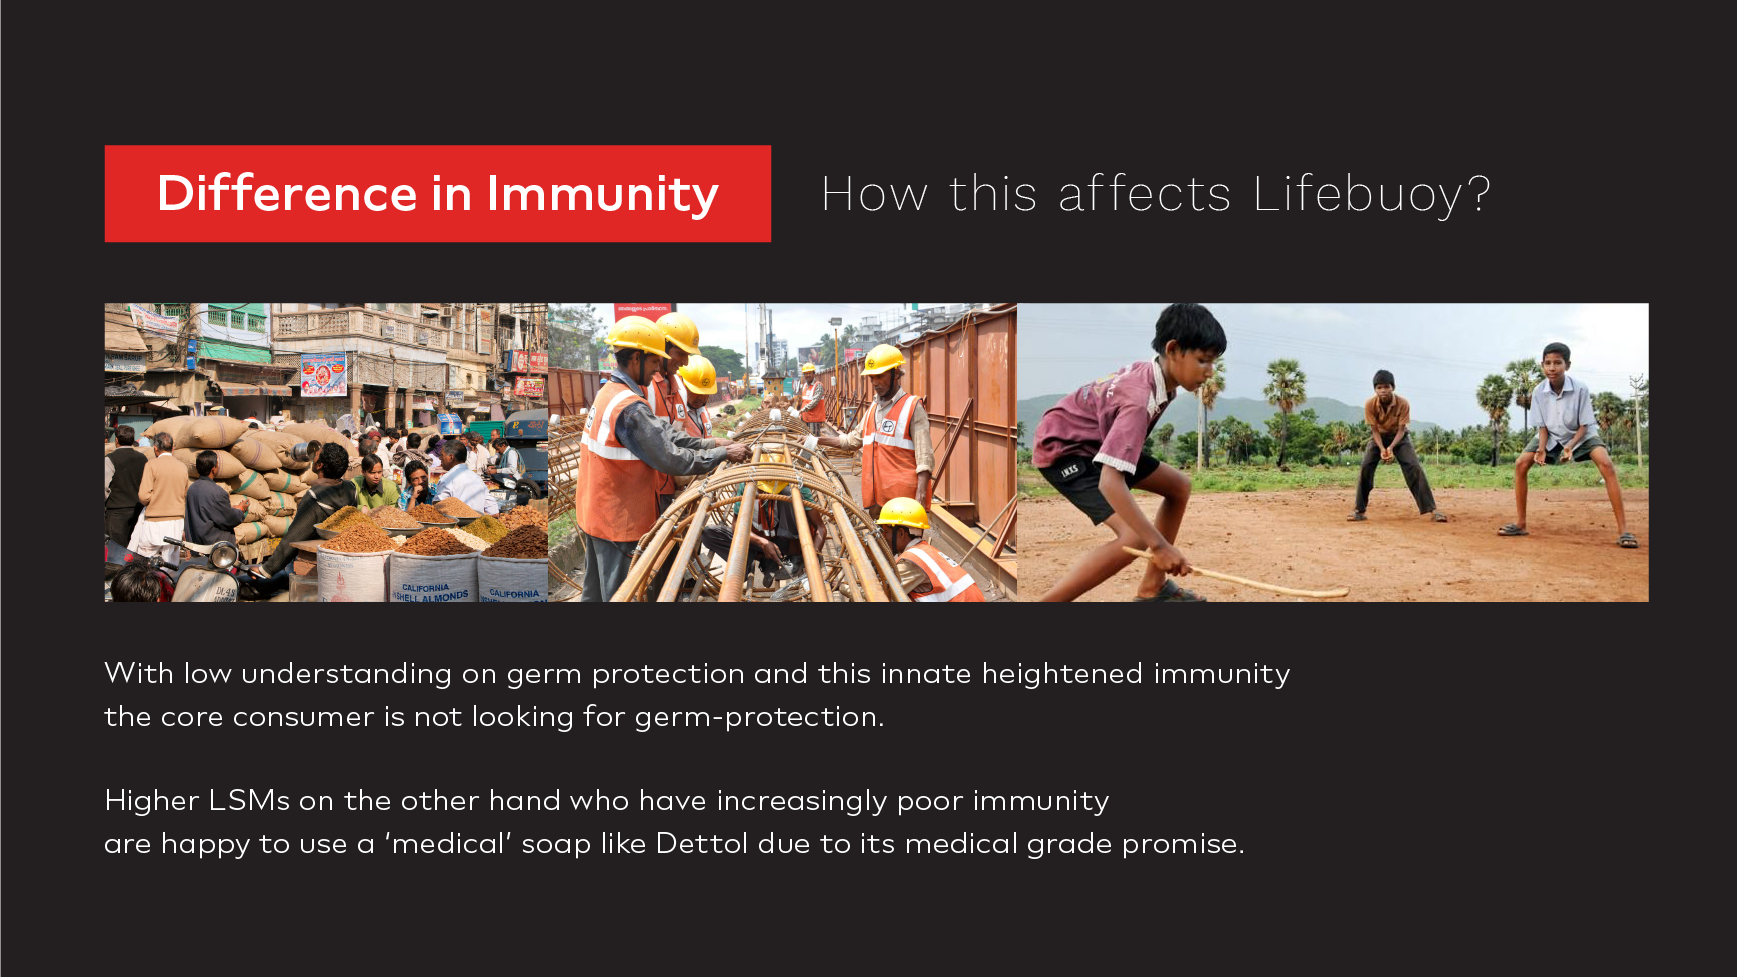 Difference in Immunity
How this affects Lifebuoy?
CALIFORNIA
SHELL ALMONDS
CALIFORNIA
INXS
With low understanding on germ protection and this innate heightened immunity
the core consumer is not looking for germ-protection.
Higher LSMs on the other hand who have increasingly poor immunity
are happy to use a ‘medical’ soap like Dettol due to its medical grade promise.